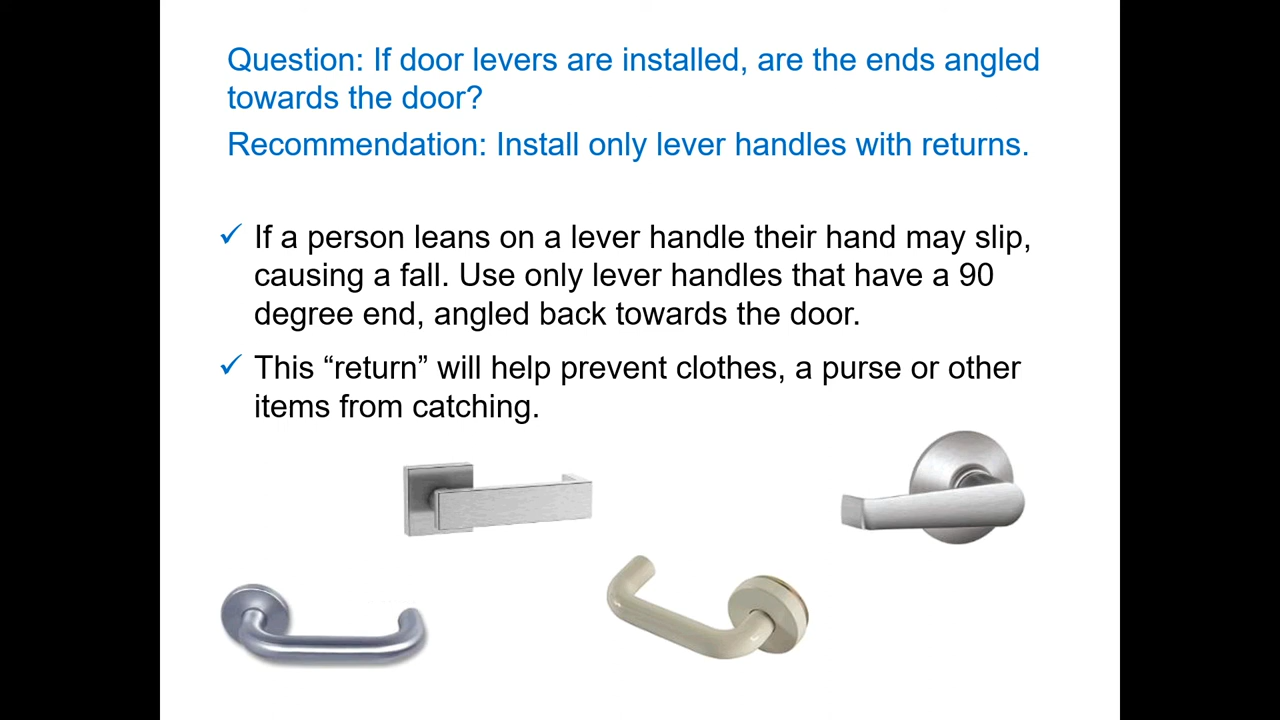 Question: If door levers are installed, are the ends angled
towards the door?
Recommendation: Install only lever handles with returns.
✓ If a person leans on a lever handle their hand may slip,
causing a fall. Use only lever handles that have a 90
degree end, angled back towards the door.
✓ This “return” will help prevent clothes, a purse or other
items from catching.